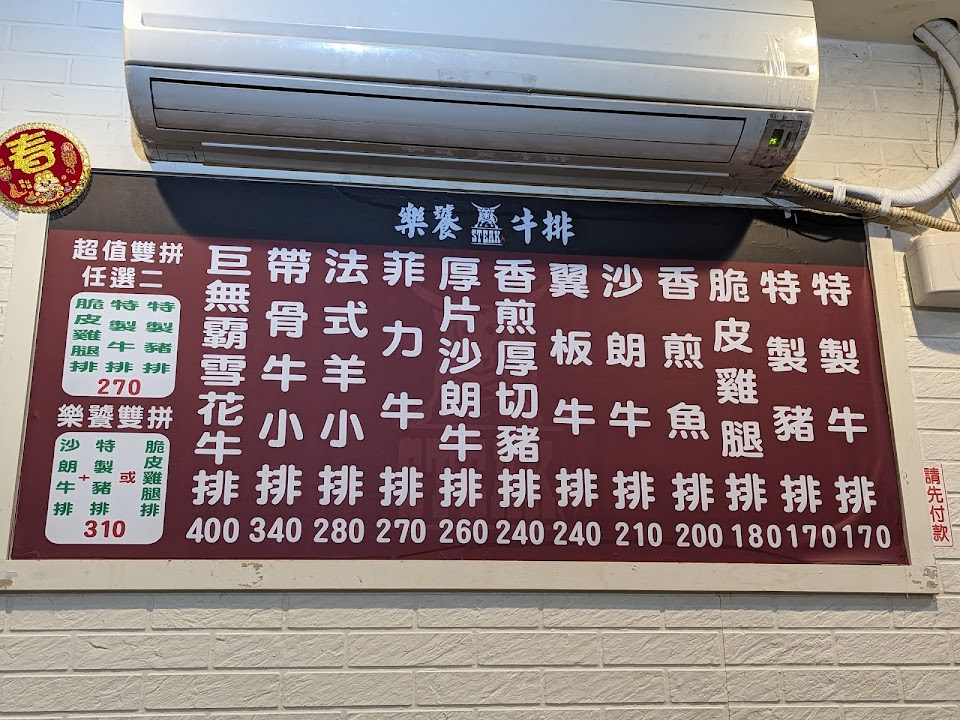 春
樂饕 STEAK 牛排
特製牛排 170
特製豬排 170
脆皮雞腿排 180
香煎魚排 200
沙朗牛排 210
翼板牛排 240
香煎厚切豬排 240
厚片沙朗牛排 260
菲力牛排 270
法式羊小排 280
帶骨牛小排 340
巨無霸雪花牛排 400
超值雙拼
任選二
特製豬排
特製牛排
脆皮雞腿排
270
樂饕雙拼
沙朗牛排
+
特製豬排
或
脆皮雞腿排
310
請先付款